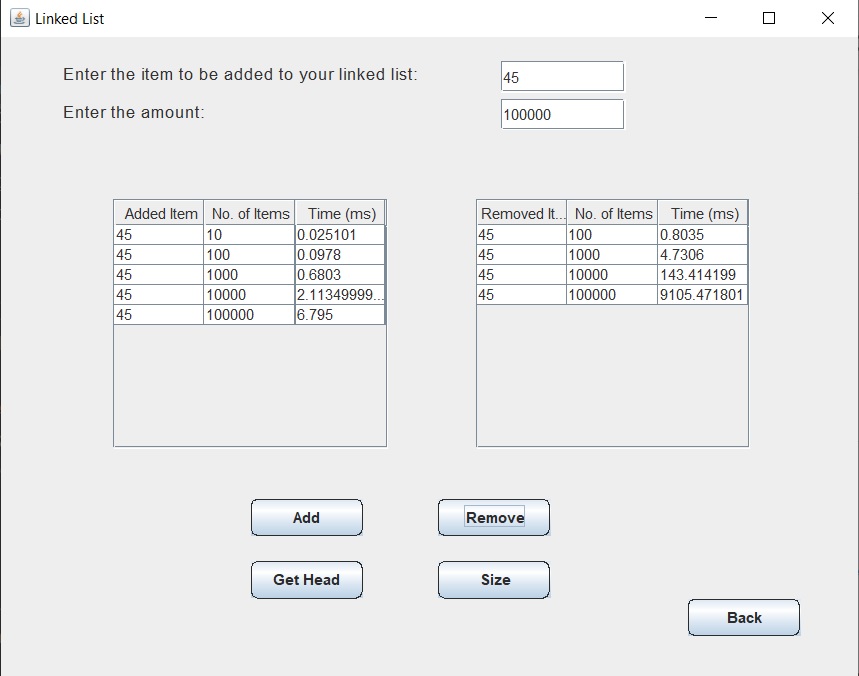 Linked List
Enter the item to be added to your linked list:
45
Enter the amount:
100000
Added Item No. of Items Time (ms)
45 10 0.025101
45 100 0.0978
45 1000 0.6803
45 10000 2.11349999...
45 100000 6.795
Removed It... No. of Items Time (ms)
45 100 0.8035
45 1000 4.7306
45 10000 143.414199
45 100000 9105.471801
Add
Remove
Get Head
Size
Back